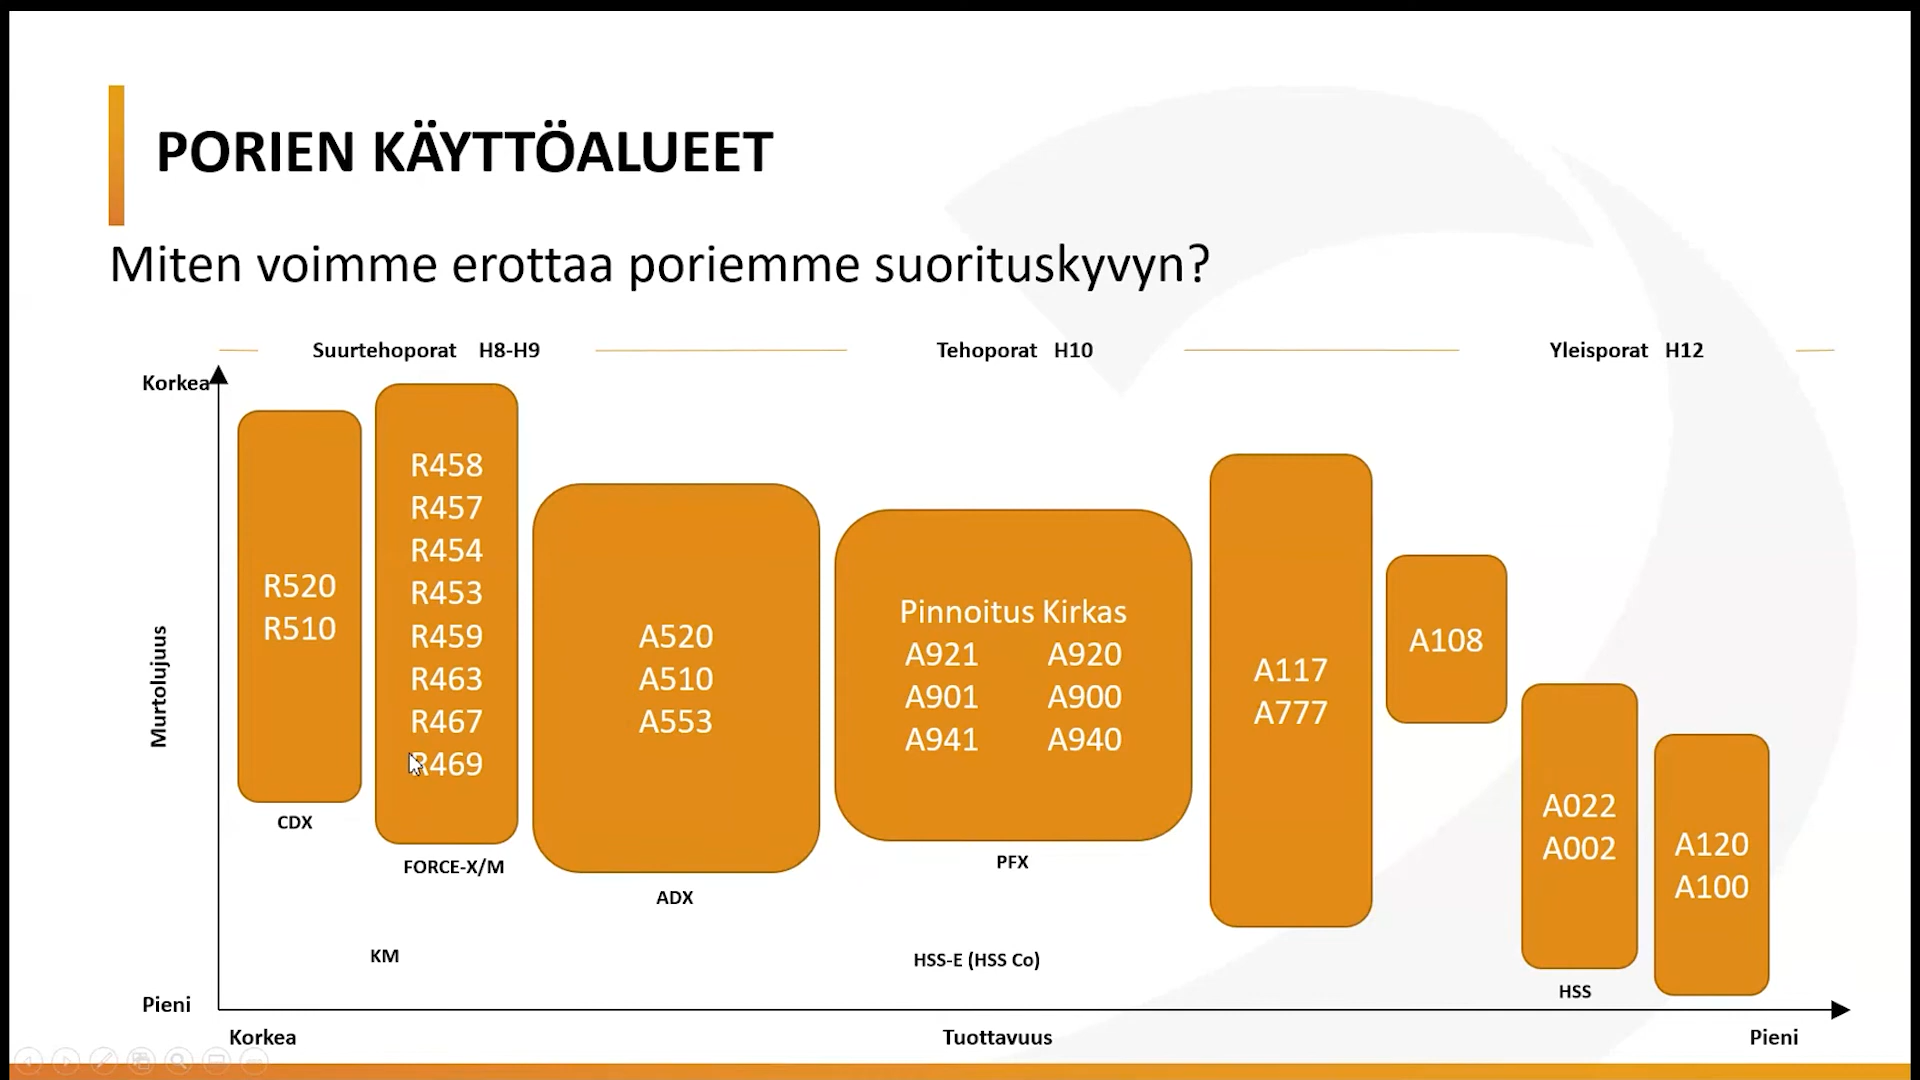 PORIEN KÄYTTÖALUEET
Miten voimme erottaa poriemme suorituskyvyn?
Suurtehoporat H8-H9
Tehoporat H10
Yleisporat H12
Korkea
Murtolujuus
Pieni
R520
R510
CDX
R458
R457
R454
R453
R459
R463
R467
R469
FORCE-X/M
A520
A510
A553
ADX
Pinnoitus Kirkas
A921 A920
A901 A900
A941 A940
PFX
A117
A777
A108
A022
A002
HSS
A120
A100
KM
HSS-E (HSS Co)
Korkea
Tuottavuus
Pieni